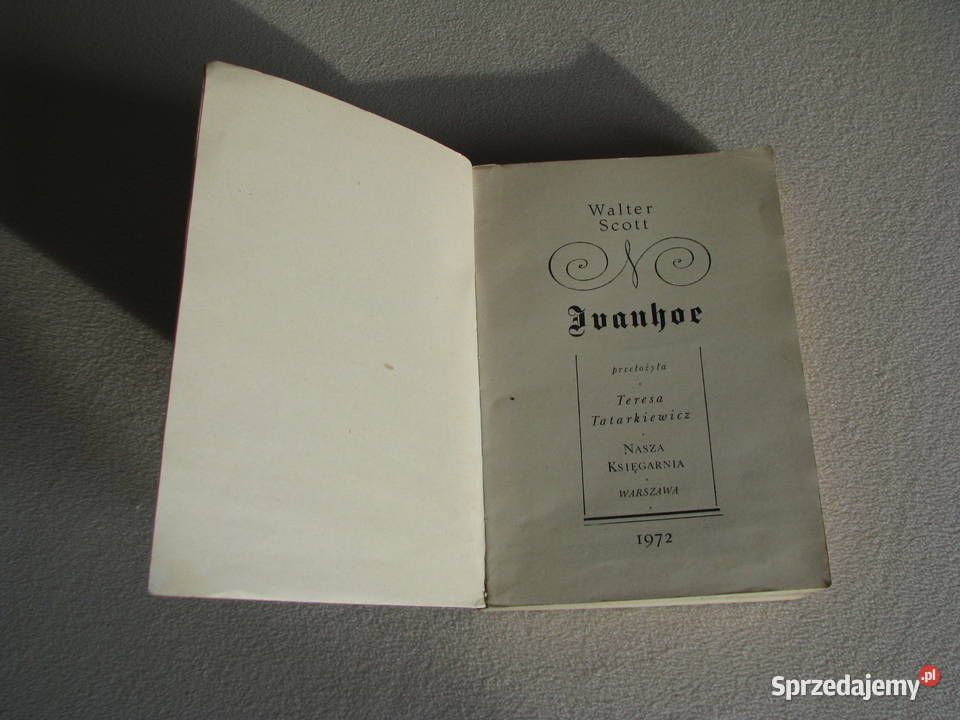 Walter
Scott
Ivanhoe
przełożyła
Teresa
Tatarkiewicz
NASZA
KSIĘGARNIA
WARSZAWA
1972
Sprzedajemy.pl